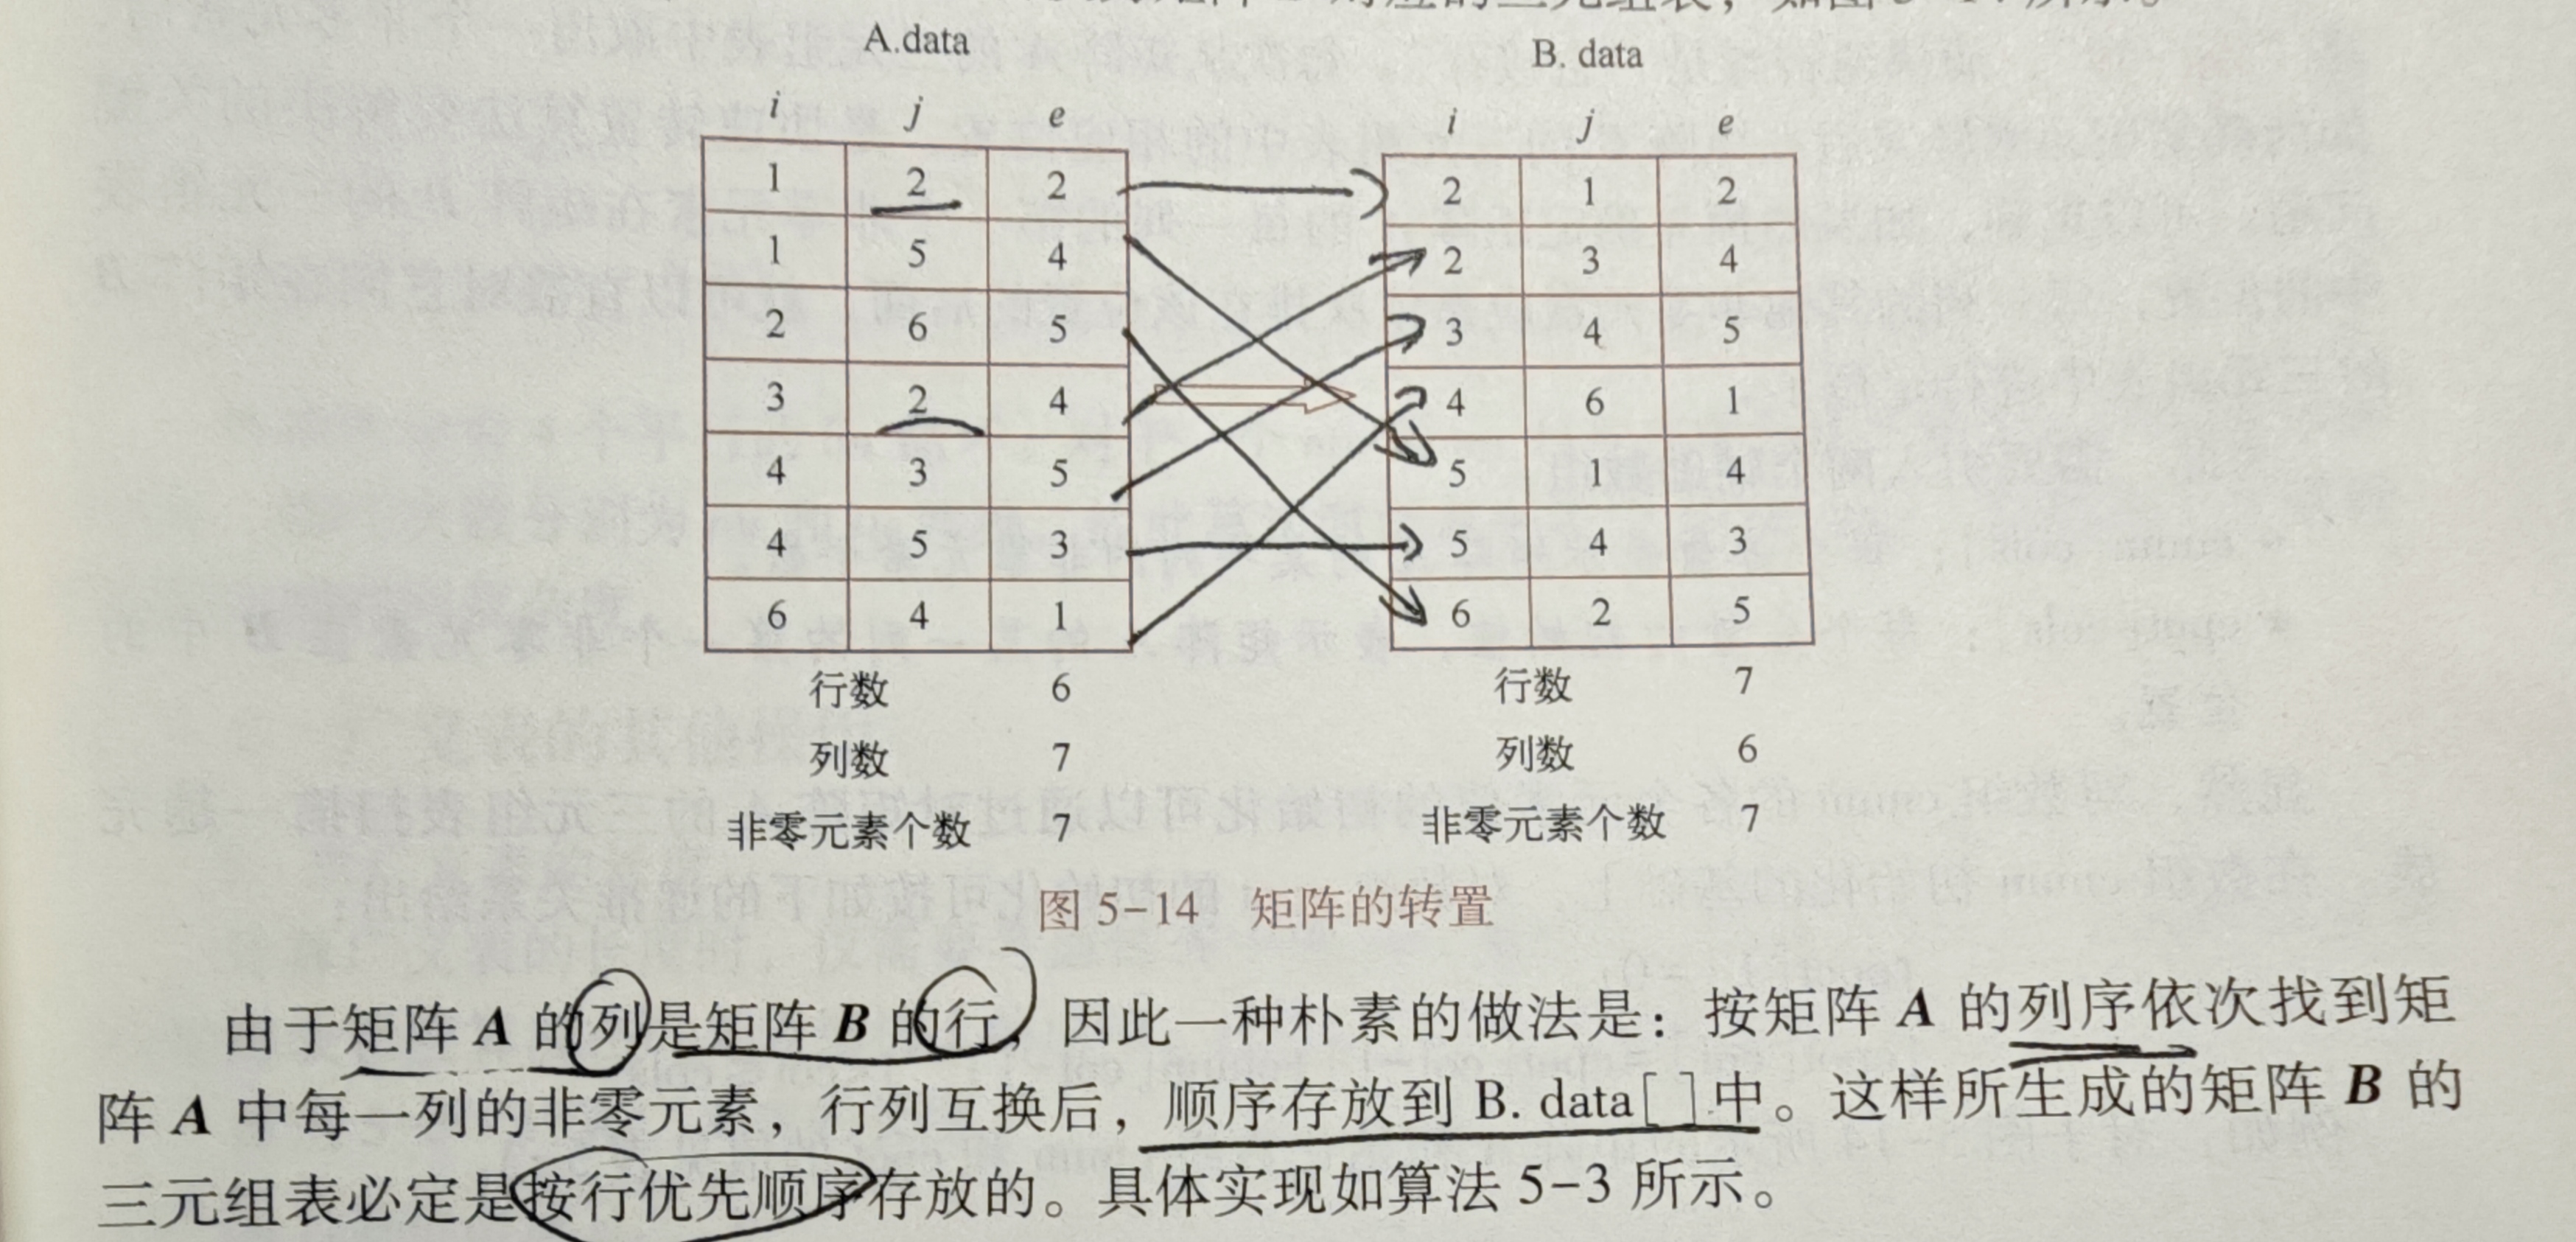 A.data
B. data
i j e
i j e
1 2 2
2 1 2
1 5 4
2 3 4
2 6 5
3 4 5
3 2 4
4 6 1
4 3 5
5 1 4
4 5 3
5 4 3
6 4 1
6 2 5
行数 6
行数 7
列数 7
列数 6
非零元素个数 7
非零元素个数 7
图 5-14 矩阵的转置
由于矩阵 A 的列是矩阵 B 的行，因此一种朴素的做法是：按矩阵 A 的列序依次找到矩
阵 A 中每一列的非零元素，行列互换后，顺序存放到 B. data[ ]中。这样所生成的矩阵 B 的
三元组表必定是按行优先顺序存放的。具体实现如算法 5-3 所示。